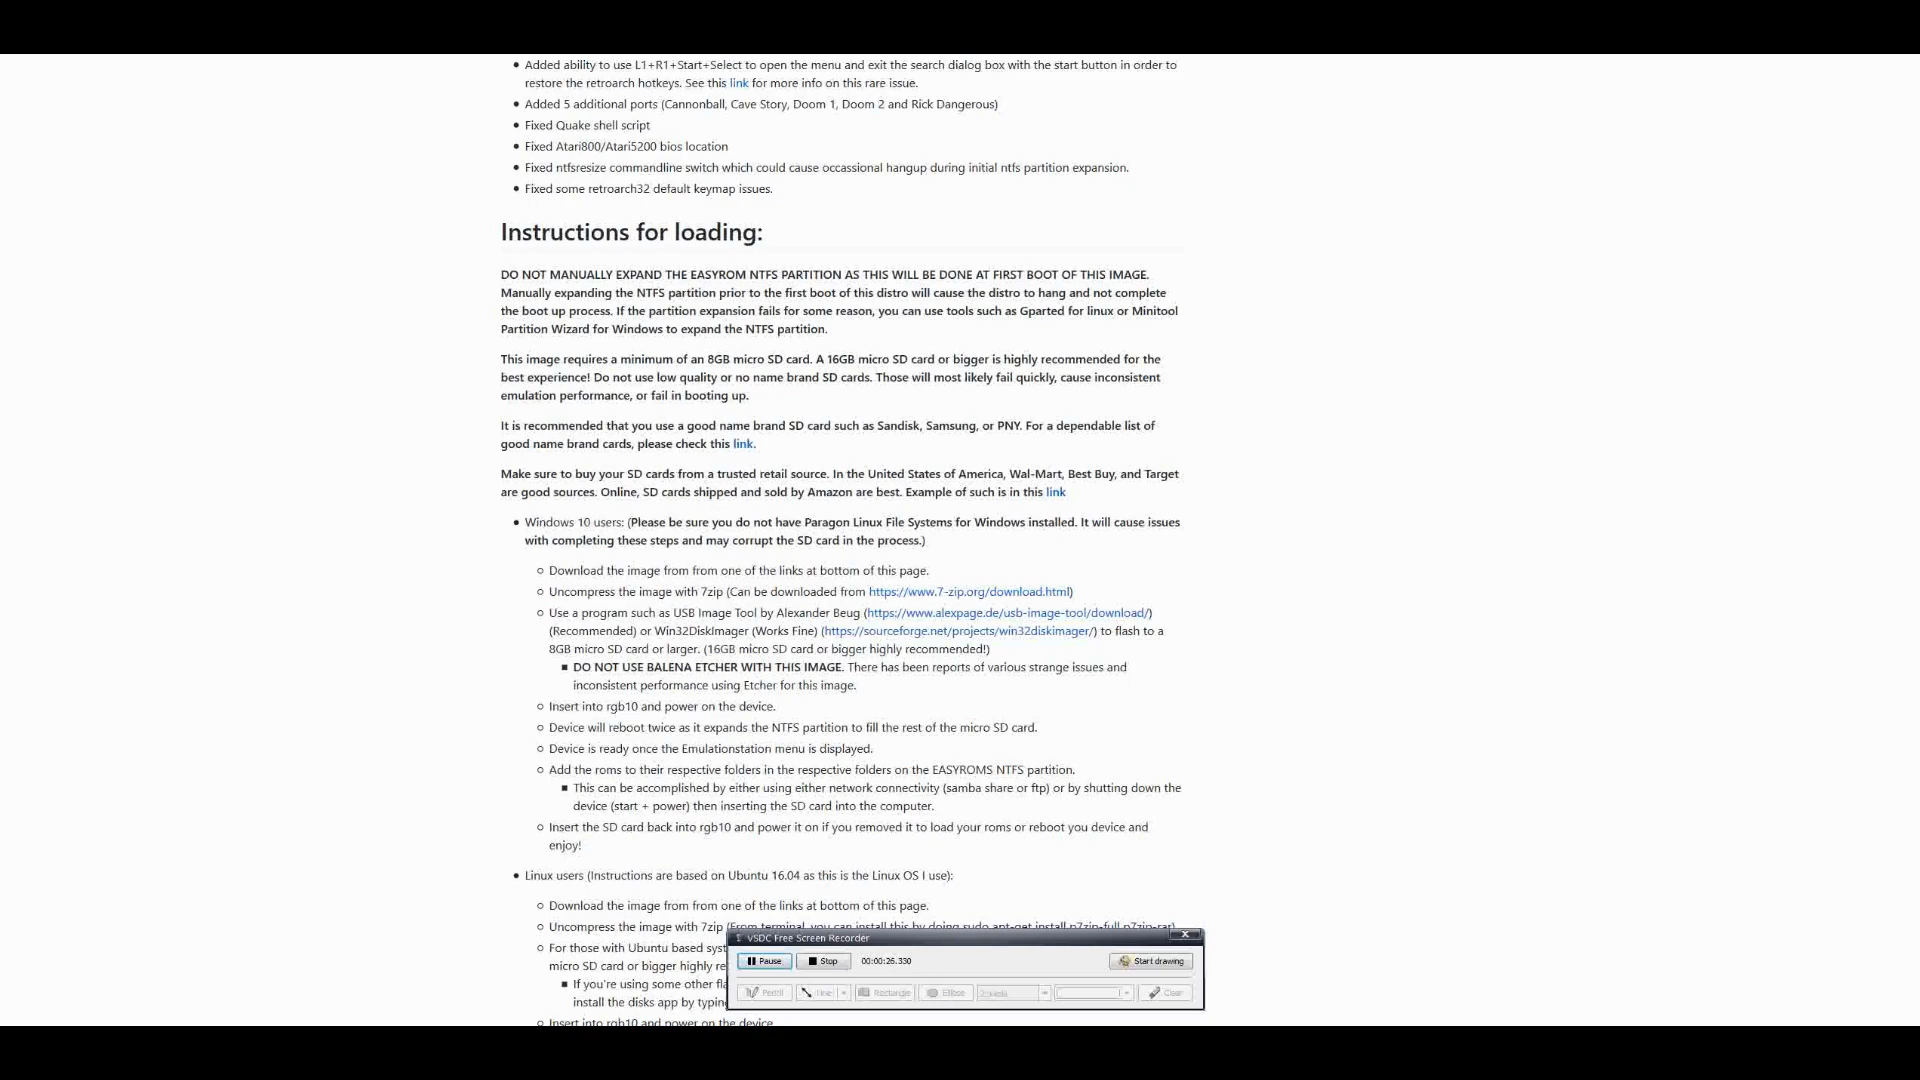 • Added ability to use L1+R1+Start+Select to open the menu and exit the search dialog box with the start button in order to
restore the retroarch hotkeys. See this link for more info on this rare issue.
• Added 5 additional ports (Cannonball, Cave Story, Doom 1, Doom 2 and Rick Dangerous)
• Fixed Quake shell script
• Fixed Atari800/Atari5200 bios location
• Fixed ntfsresize commandline switch which could cause occassional hangup during initial ntfs partition expansion.
• Fixed some retroarch32 default keymap issues.
Instructions for loading:
DO NOT MANUALLY EXPAND THE EASYROM NTFS PARTITION AS THIS WILL BE DONE AT FIRST BOOT OF THIS IMAGE.
Manually expanding the NTFS partition prior to the first boot of this distro will cause the distro to hang and not complete
the boot up process. If the partition expansion fails for some reason, you can use tools such as Gparted for linux or Minitool
Partition Wizard for Windows to expand the NTFS partition.
This image requires a minimum of an 8GB micro SD card. A 16GB micro SD card or bigger is highly recommended for the
best experience! Do not use low quality or no name brand SD cards. Those will most likely fail quickly, cause inconsistent
emulation performance, or fail in booting up.
It is recommended that you use a good name brand SD card such as Sandisk, Samsung, or PNY. For a dependable list of
good name brand cards, please check this link.
Make sure to buy your SD cards from a trusted retail source. In the United States of America, Wal-Mart, Best Buy, and Target
are good sources. Online, SD cards shipped and sold by Amazon are best. Example of such is in this link
• Windows 10 users: (Please be sure you do not have Paragon Linux File Systems for Windows installed. It will cause issues
with completing these steps and may corrupt the SD card in the process.)
○ Download the image from from one of the links at bottom of this page.
○ Uncompress the image with 7zip (Can be downloaded from https://www.7-zip.org/download.html)
○ Use a program such as USB Image Tool by Alexander Beug (https://www.alexpage.de/usb-image-tool/download/)
(Recommended) or Win32DiskImager (Works Fine) (https://sourceforge.net/projects/win32diskimager/) to flash to a
8GB micro SD card or larger. (16GB micro SD card or bigger highly recommended!)
■ DO NOT USE BALENA ETCHER WITH THIS IMAGE. There has been reports of various strange issues and
inconsistent performance using Etcher for this image.
○ Insert into rgb10 and power on the device.
○ Device will reboot twice as it expands the NTFS partition to fill the rest of the micro SD card.
○ Device is ready once the Emulationstation menu is displayed.
○ Add the roms to their respective folders in the respective folders on the EASYROMS NTFS partition.
■ This can be accomplished by either using either network connectivity (samba share or ftp) or by shutting down the
device (start + power) then inserting the SD card into the computer.
○ Insert the SD card back into rgb10 and power it on if you removed it to load your roms or reboot you device and
enjoy!
• Linux users (Instructions are based on Ubuntu 16.04 as this is the Linux OS I use):
○ Download the image from from one of the links at bottom of this page.
○ Uncompress the image with 7zip (From terminal, you can install this by doing sudo apt-get install p7zip-full p7zip-rar)
○ For those with Ubuntu based syst
micro SD card or bigger highly re
■ If you're using some other fla
install the disks app by typin
○ Insert into rgb10 and power on the device
VSDC Free Screen Recorder
Pause Stop 00:00:26.330 Start drawing
Pencil Line Rectangle Ellipse Clear